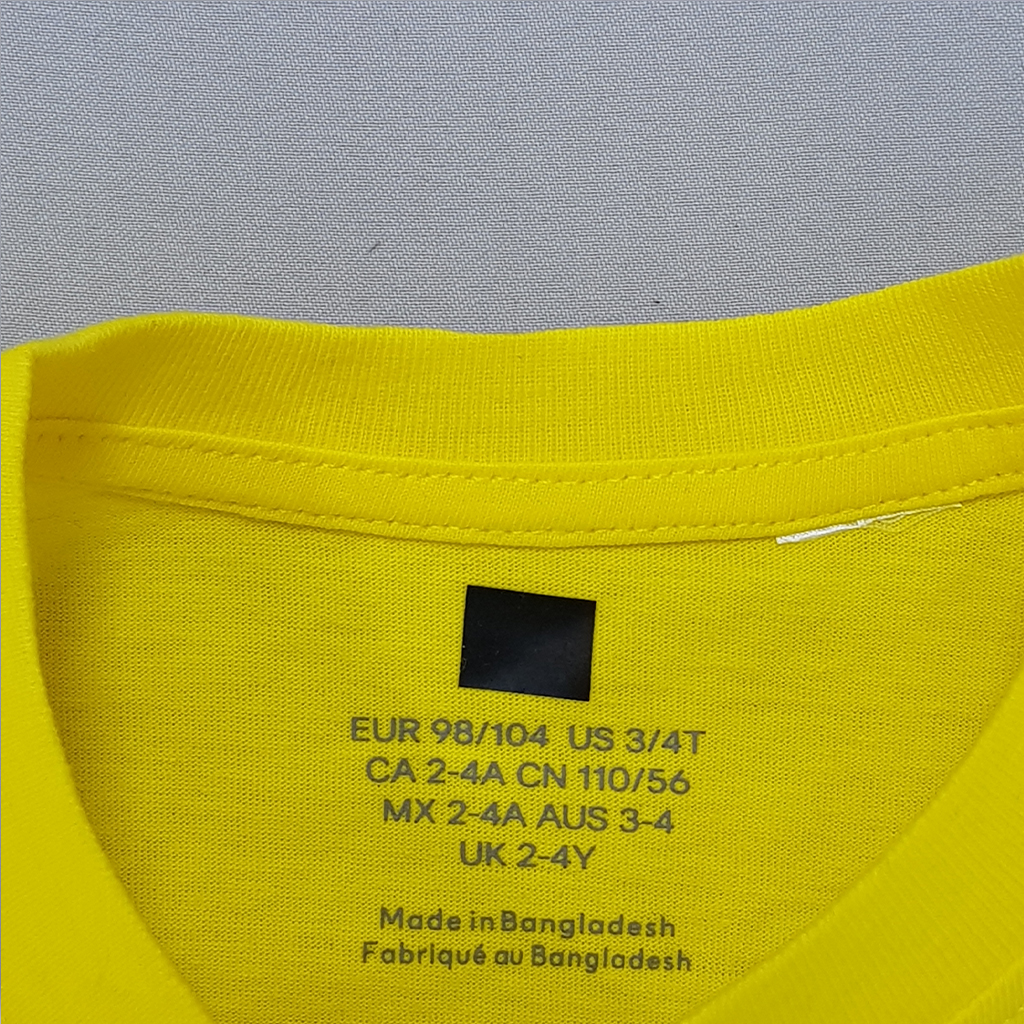 EUR 98/104 US 3/4T
CA 2-4A CN 110/56
MX 2-4A AUS 3-4
UK 2-4Y
Made in Bangladesh
Fabriqué au Bangladesh